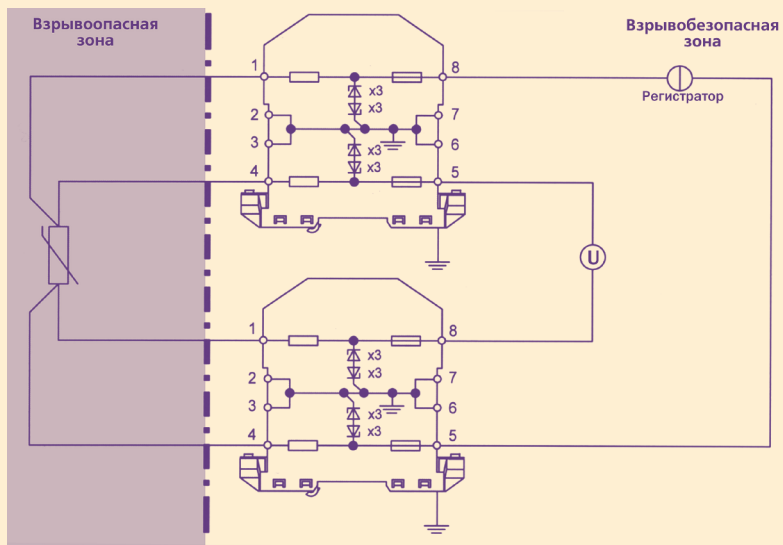 Взрывоопасная
зона
Взрывобезопасная
зона
1
8
Регистратор
x3
x3
2
7
3
6
x3
x3
4
5
U
1
8
x3
x3
2
7
3
6
x3
x3
4
5